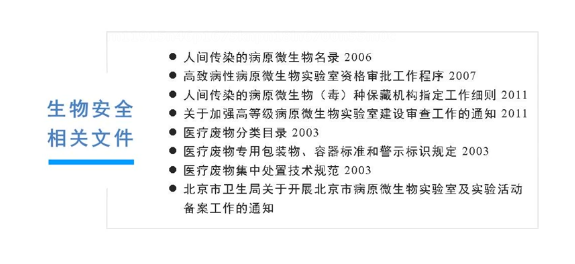 生物安全
相关文件
● 人间传染的病原微生物名录 2006
● 高致病性病原微生物实验室资格审批工作程序 2007
● 人间传染的病原微生物（毒）种保藏机构指定工作细则 2011
● 关于加强高等级病原微生物实验室建设审查工作的通知 2011
● 医疗废物分类目录 2003
● 医疗废物专用包装物、容器标准和警示标识规定 2003
● 医疗废物集中处置技术规范 2003
● 北京市卫生局关于开展北京市病原微生物实验室及实验活动
备案工作的通知